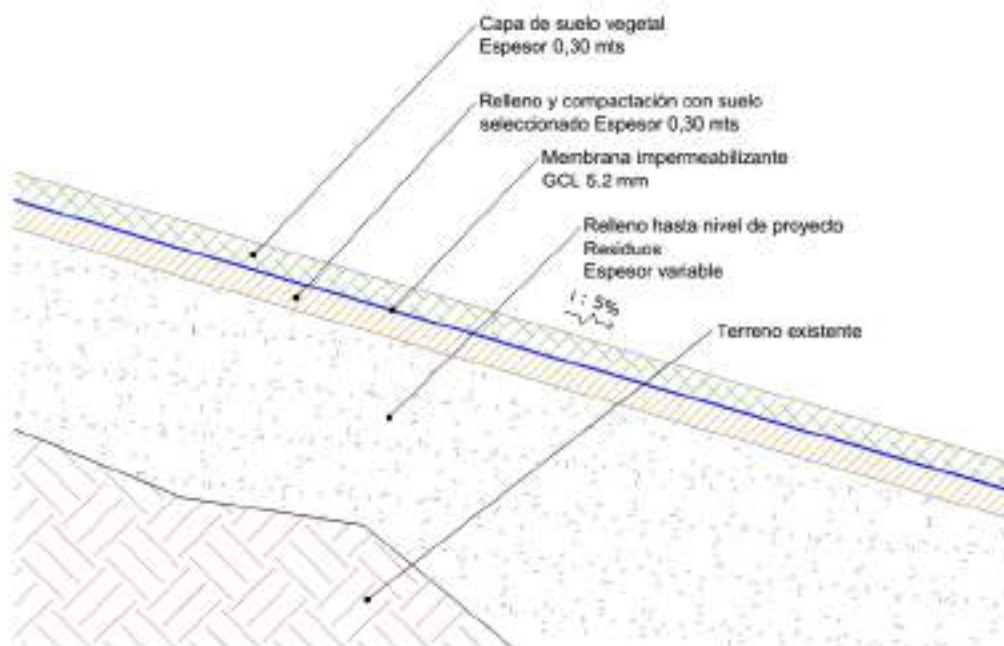 Capa de suelo vegetal
Espesor 0,30 mts
Relleno y compactación con suelo
seleccionado Espesor 0,30 mts
Membrana impermeabilizante
GCL 6.2 mm
Relleno hasta nivel de proyecto
Residuos
Espesor variable
i : 5%
Terreno existente